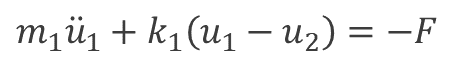 m₁ü₁ + k₁(u₁ − u₂) = −F